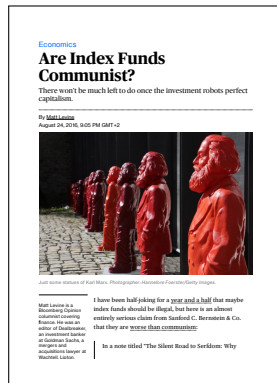 Economics
Are Index Funds
Communist?
There won't be much left to do once the investment robots perfect
capitalism.
By Matt Levine
August 24, 2016, 9:05 PM GMT+2
Just some statues of Karl Marx. Photographer: Hannelore Foerster/Getty Images.
Matt Levine is a
Bloomberg Opinion
columnist covering
finance. He was an
editor of Dealbreaker,
an investment banker
at Goldman Sachs, a
mergers and
acquisitions lawyer at
Wachtell, Lipton,
I have been half-joking for a year and a half that maybe
index funds should be illegal, but here is an almost
entirely serious claim from Sanford C. Bernstein & Co.
that they are worse than communism:
In a note titled "The Silent Road to Serfdom: Why